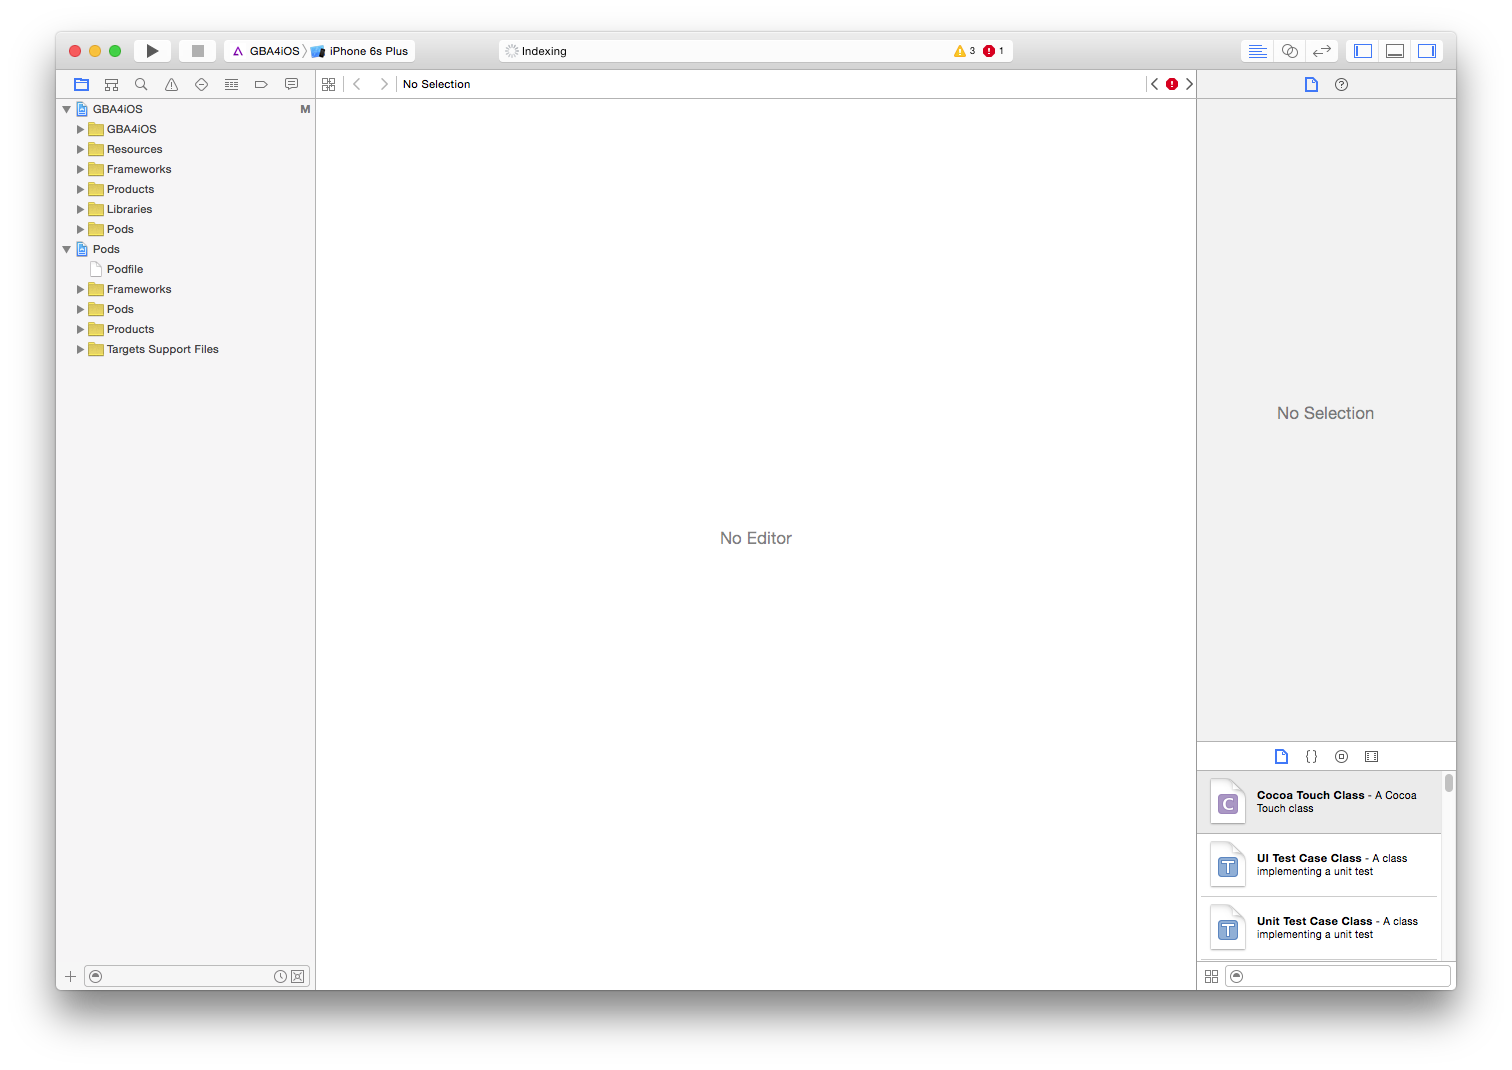 GBA4iOS iPhone 6s Plus
Indexing
3
1
No Selection
GBA4iOS M
GBA4iOS
Resources
Frameworks
Products
Libraries
Pods
Pods
Podfile
Frameworks
Pods
Products
Targets Support Files
No Editor
No Selection
{}
C
Cocoa Touch Class - A Cocoa
Touch class
T
UI Test Case Class - A class
implementing a unit test
T
Unit Test Case Class - A class
implementing a unit test